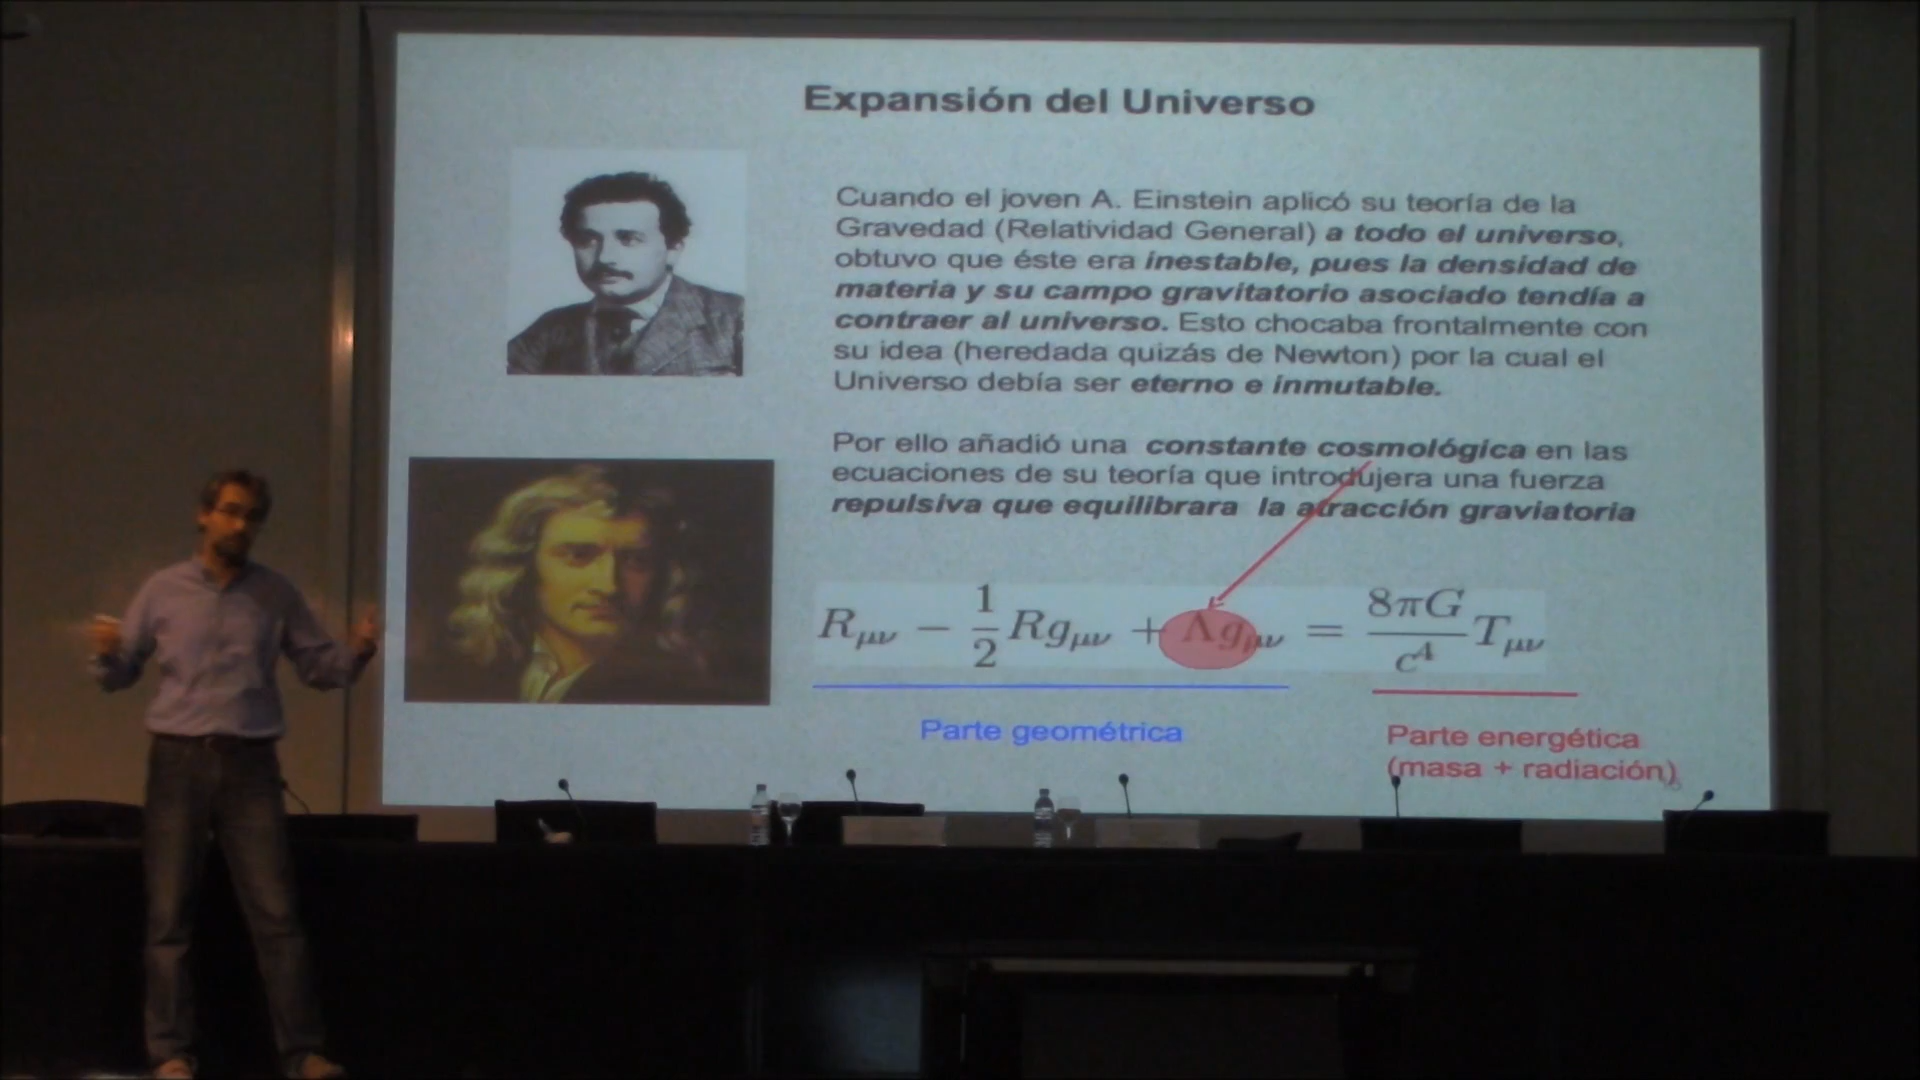 Expansión del Universo
Cuando el joven A. Einstein aplicó su teoría de la
Gravedad (Relatividad General) a todo el universo,
obtuvo que éste era inestable, pues la densidad de
materia y su campo gravitatorio asociado tendía a
contraer al universo. Esto chocaba frontalmente con
su idea (heredada quizás de Newton) por la cual el
Universo debía ser eterno e inmutable.
Por ello añadió una constante cosmológica en las
ecuaciones de su teoría que introdujera una fuerza
repulsiva que equilibrara la atracción graviatoria
R_{μν} − 1/2 Rg_{μν} + Λg_{μν} = 8πG/c⁴ T_{μν}
Parte geométrica
Parte energética
(masa + radiación)